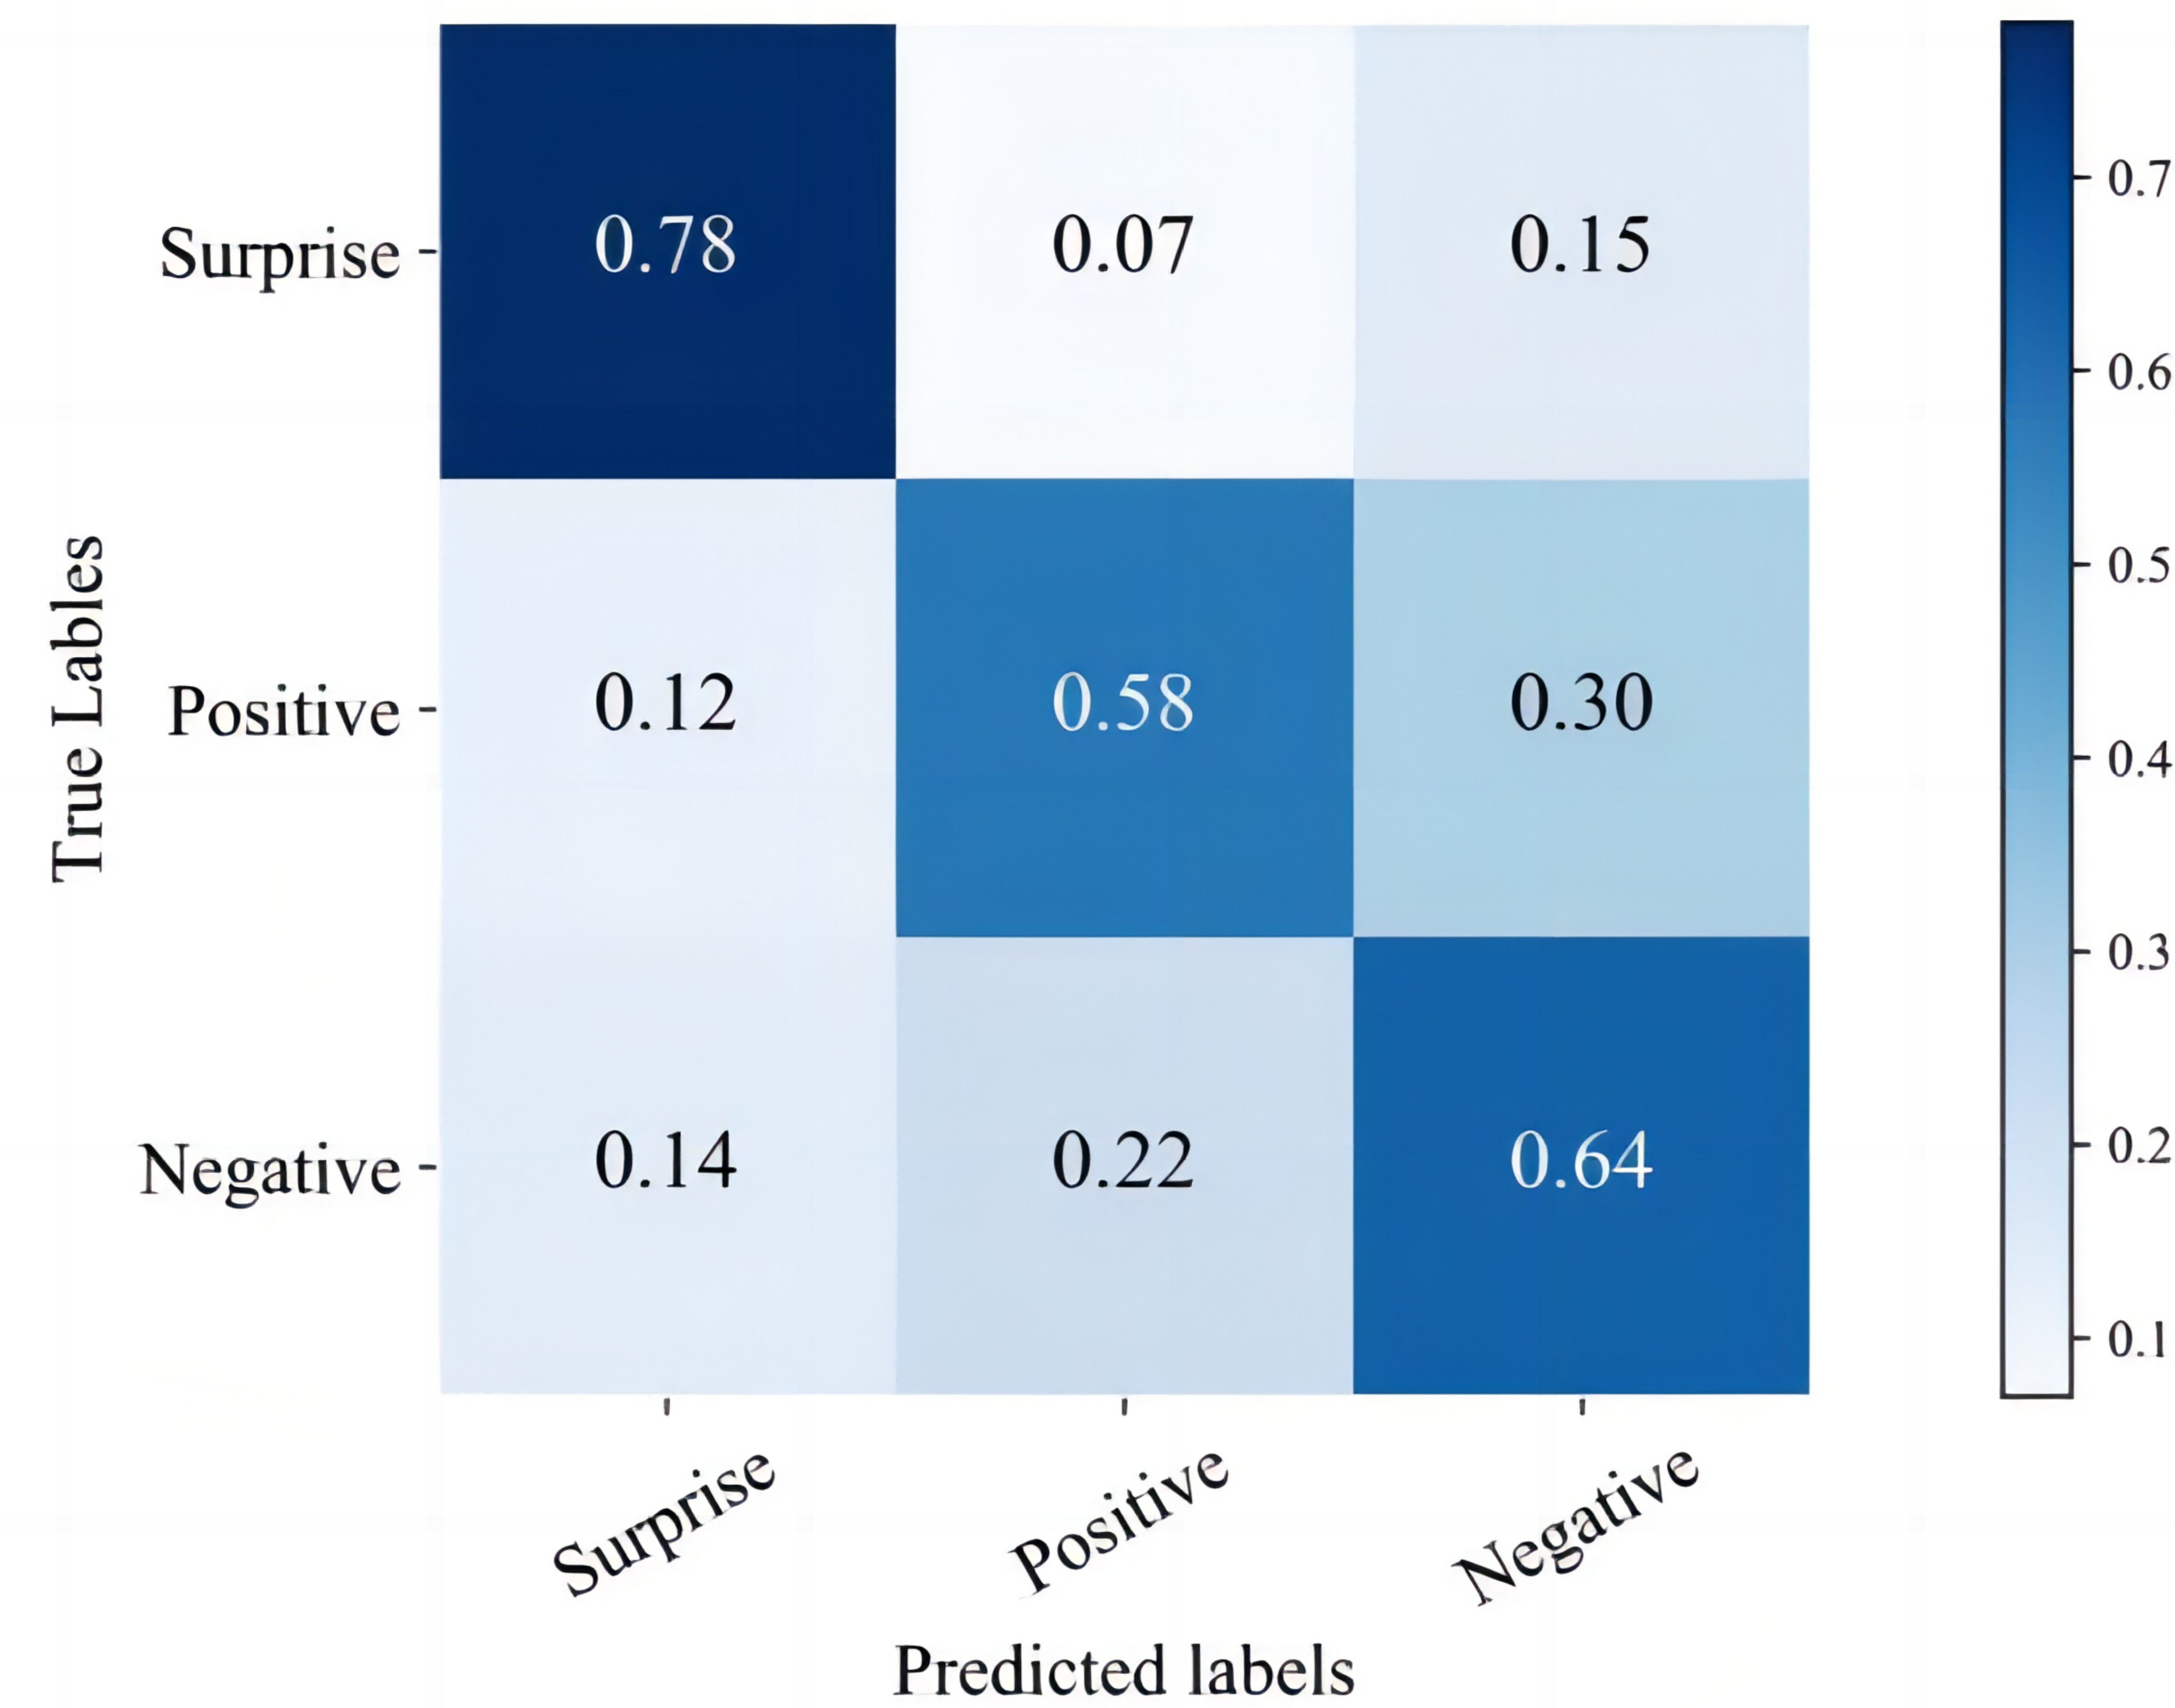 Surprise 0.78 0.07 0.15
Positive 0.12 0.58 0.30
Negative 0.14 0.22 0.64
True Lables
Surprise Positive Negative
Predicted labels
0.7
0.6
0.5
0.4
0.3
0.2
0.1